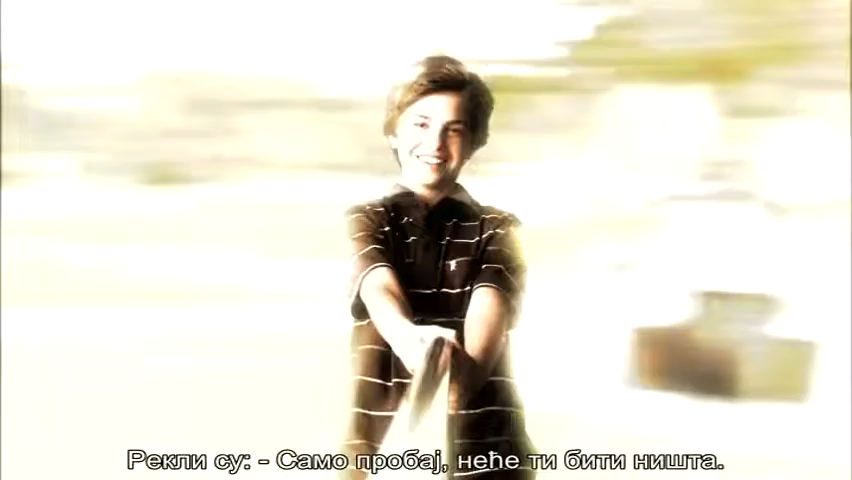 Рекли су: - Само пробај, неће ти бити ништа.